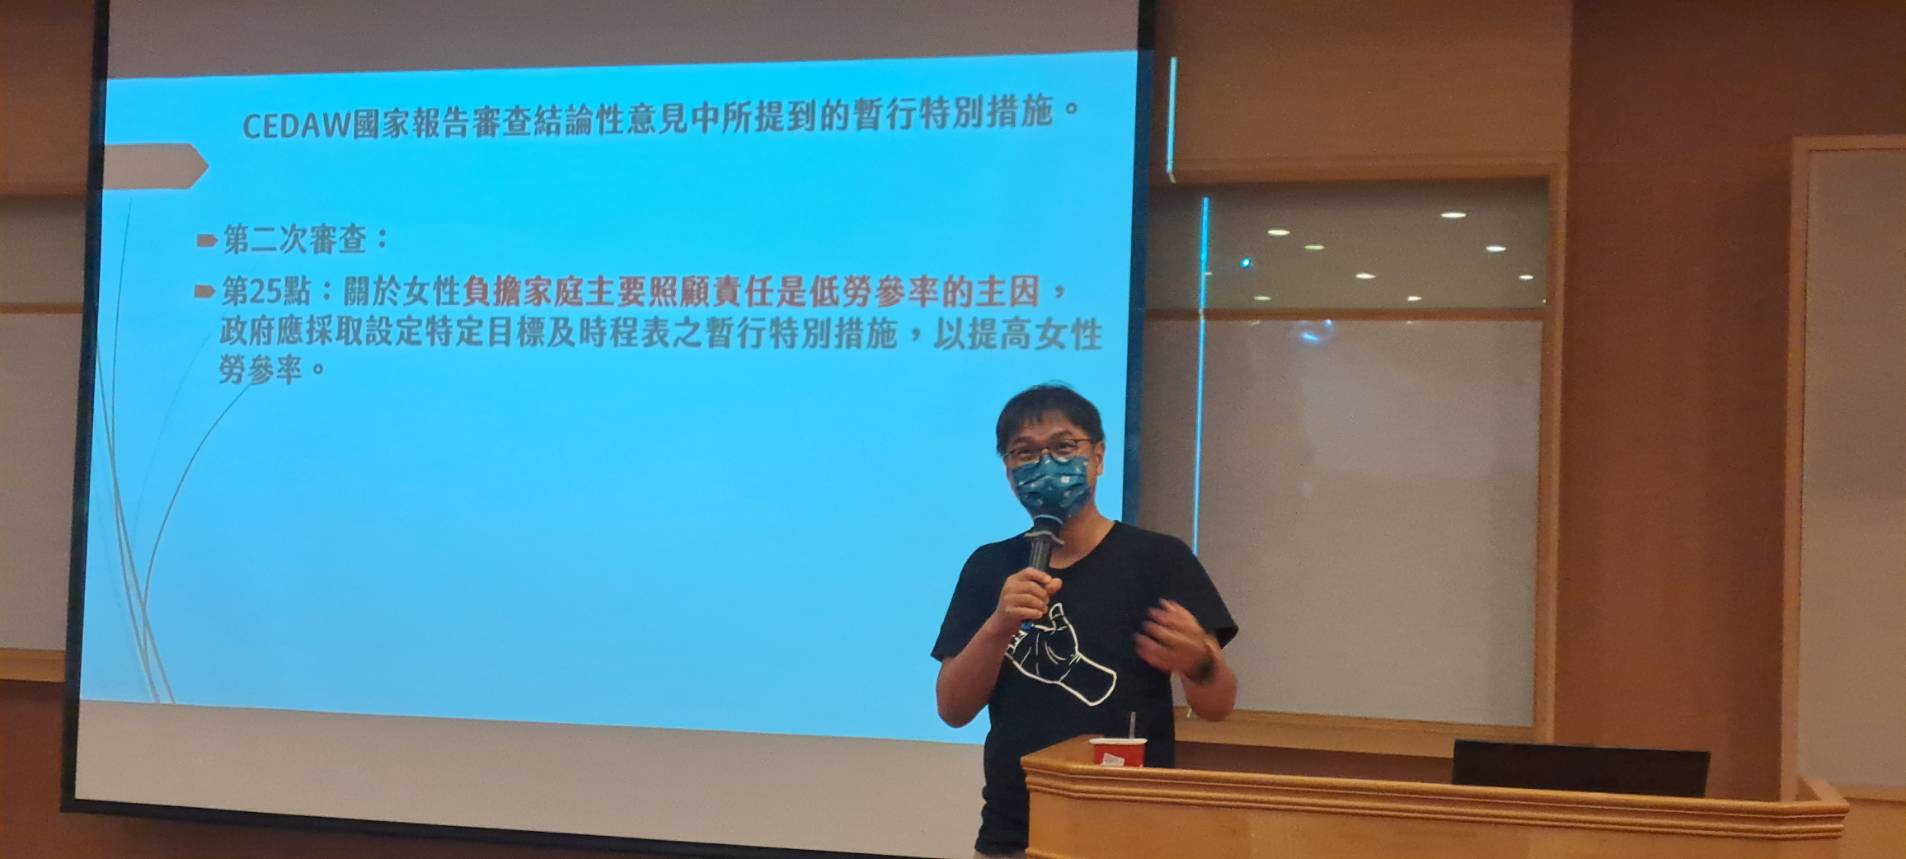 CEDAW國家報告審查結論性意見中所提到的暫行特別措施。
第二次審查：
第25點：關於女性負擔家庭主要照顧責任是低勞參率的主因，
政府應採取設定特定目標及時程表之暫行特別措施，以提高女性
勞參率。